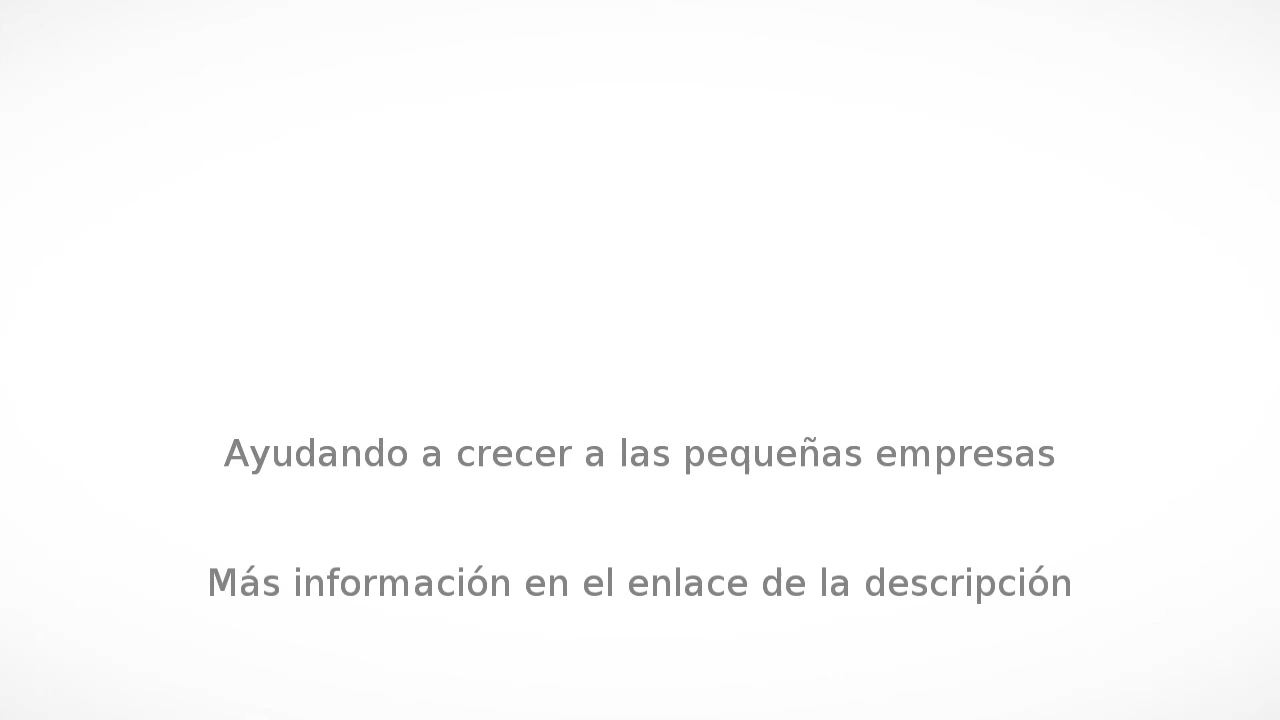 Ayudando a crecer a las pequeñas empresas
Más información en el enlace de la descripción